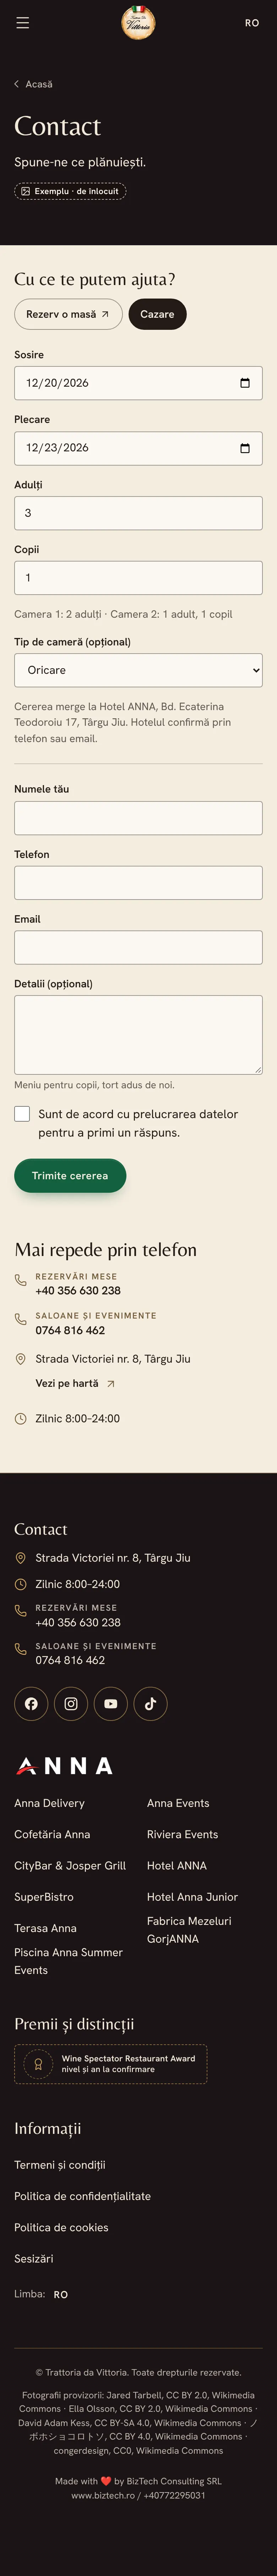 Trattoria Da
Vittoria
RO
Acasă
Contact
Spune-ne ce plănuiești.
Exemplu · de înlocuit
Cu ce te putem ajuta?
Rezerv o masă
Cazare
Sosire
12/20/2026
Plecare
12/23/2026
Adulți
3
Copii
1
Camera 1: 2 adulți · Camera 2: 1 adult, 1 copil
Tip de cameră (opțional)
Oricare
Cererea merge la Hotel ANNA, Bd. Ecaterina
Teodoroiu 17, Târgu Jiu. Hotelul confirmă prin
telefon sau email.
Numele tău
Telefon
Email
Detalii (opțional)
Meniu pentru copii, tort adus de noi.
Sunt de acord cu prelucrarea datelor
pentru a primi un răspuns.
Trimite cererea
Mai repede prin telefon
REZERVĂRI MESE
+40 356 630 238
SALOANE ȘI EVENIMENTE
0764 816 462
Strada Victoriei nr. 8, Târgu Jiu
Vezi pe hartă
Zilnic 8:00–24:00
Contact
Strada Victoriei nr. 8, Târgu Jiu
Zilnic 8:00–24:00
REZERVĂRI MESE
+40 356 630 238
SALOANE ȘI EVENIMENTE
0764 816 462
ANNA
Anna Delivery
Anna Events
Cofetăria Anna
Riviera Events
CityBar & Josper Grill
Hotel ANNA
SuperBistro
Hotel Anna Junior
Terasa Anna
Fabrica Mezeluri
GorjANNA
Piscina Anna Summer
Events
Premii și distincții
Wine Spectator Restaurant Award
nivel și an la confirmare
Informații
Termeni și condiții
Politica de confidențialitate
Politica de cookies
Sesizări
Limba: RO
© Trattoria da Vittoria. Toate drepturile rezervate.
Fotografii provizorii: Jared Tarbell, CC BY 2.0, Wikimedia
Commons · Ella Olsson, CC BY 2.0, Wikimedia Commons ·
David Adam Kess, CC BY-SA 4.0, Wikimedia Commons · ノ
ボホショコロトソ, CC BY 4.0, Wikimedia Commons ·
congerdesign, CC0, Wikimedia Commons
Made with ❤️ by BizTech Consulting SRL
www.biztech.ro / +40772295031